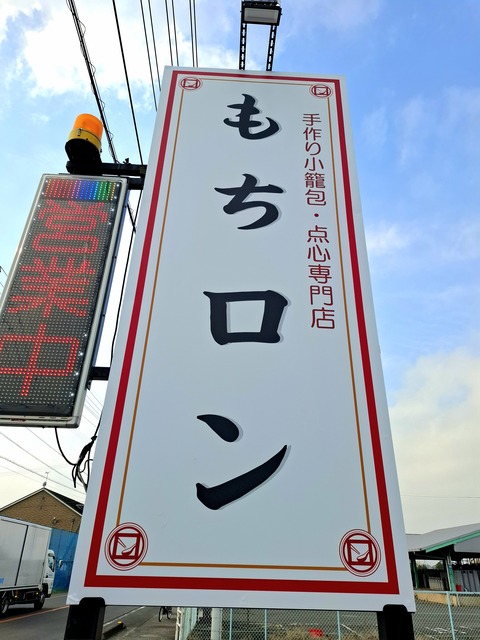 手作り小籠包・点心専門店
もちロン
営業中